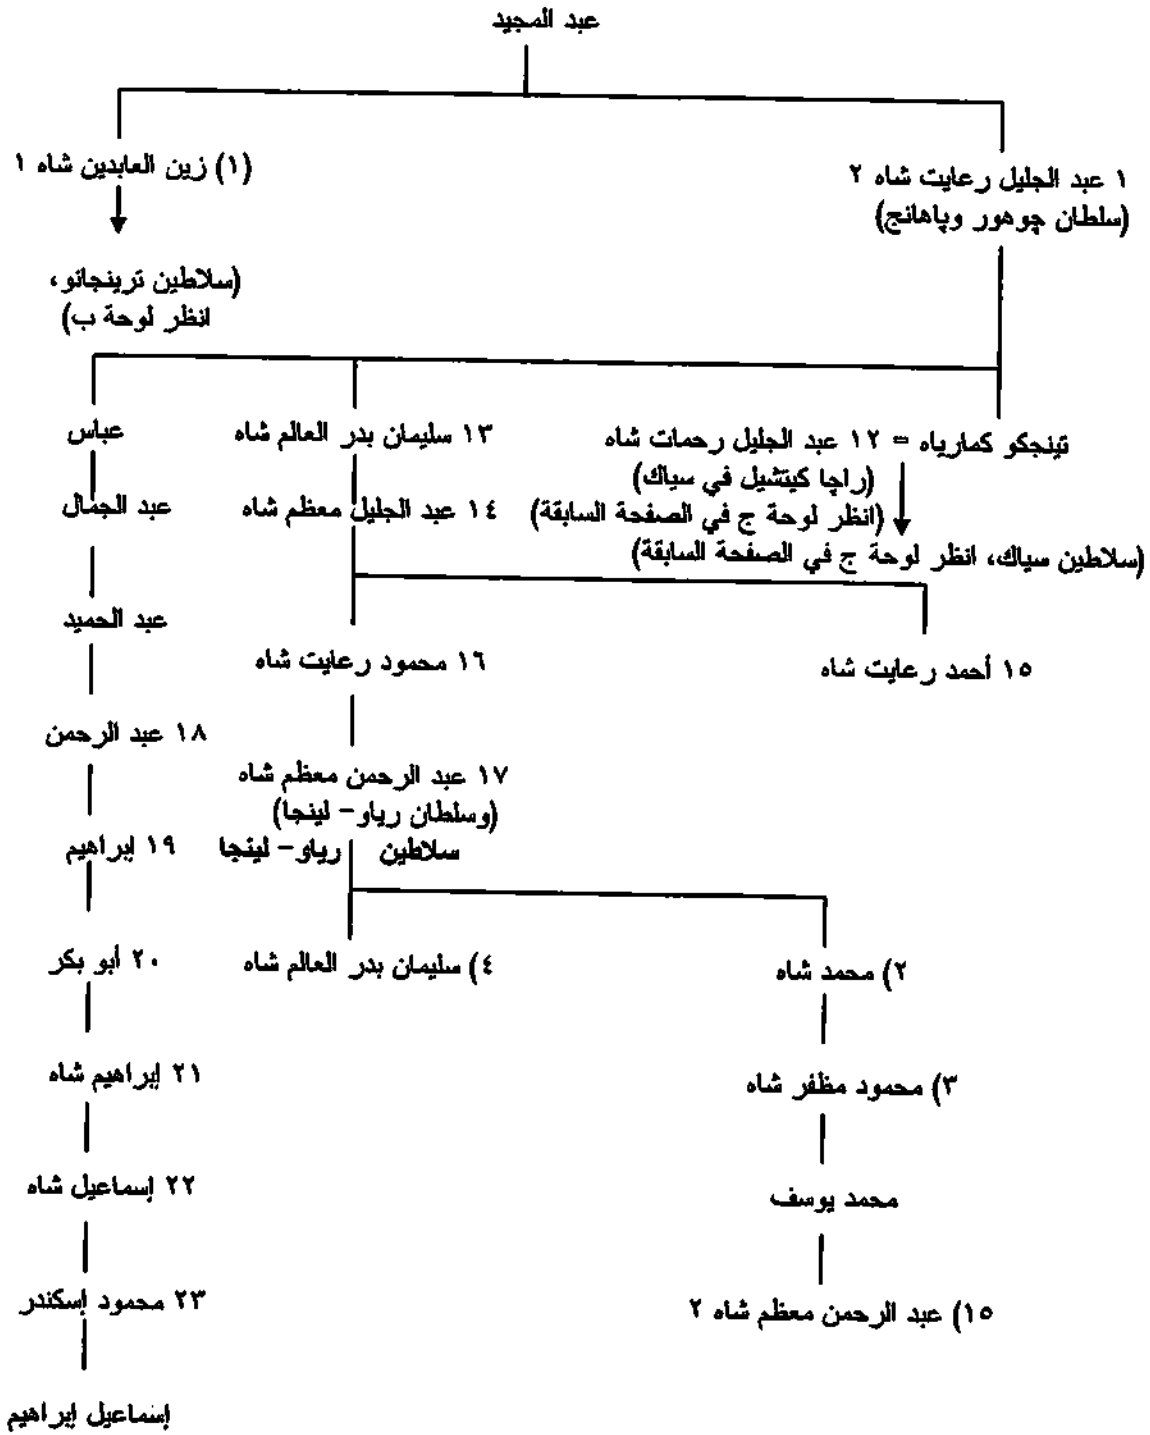 عبد المجيد
١ عبد الجليل رعايت شاه ٢
(سلطان چوهور وپاهانج)
(١) زين العابدين شاه ١
(سلاطين ترينجانو،
انظر لوحة ب)
تينجكو كمارياه = ١٢ عبد الجليل رحمات شاه
(راچا كيتشيل في سياك)
(انظر لوحة ج في الصفحة السابقة)
(سلاطين سياك، انظر لوحة ج في الصفحة السابقة)
١٣ سليمان بدر العالم شاه
عباس
١٤ عبد الجليل معظم شاه
عبد الجمال
عبد الحميد
١٥ أحمد رعايت شاه
١٦ محمود رعايت شاه
١٨ عبد الرحمن
١٧ عبد الرحمن معظم شاه
(وسلطان رياو - لينجا)
سلاطين رياو - لينجا
١٩ إبراهيم
٢) محمد شاه
٤) سليمان بدر العالم شاه
٢٠ أبو بكر
٣) محمود مظفر شاه
٢١ إبراهيم شاه
محمد يوسف
٢٢ إسماعيل شاه
١٥) عبد الرحمن معظم شاه ٢
٢٣ محمود إسكندر
إسماعيل إبراهيم